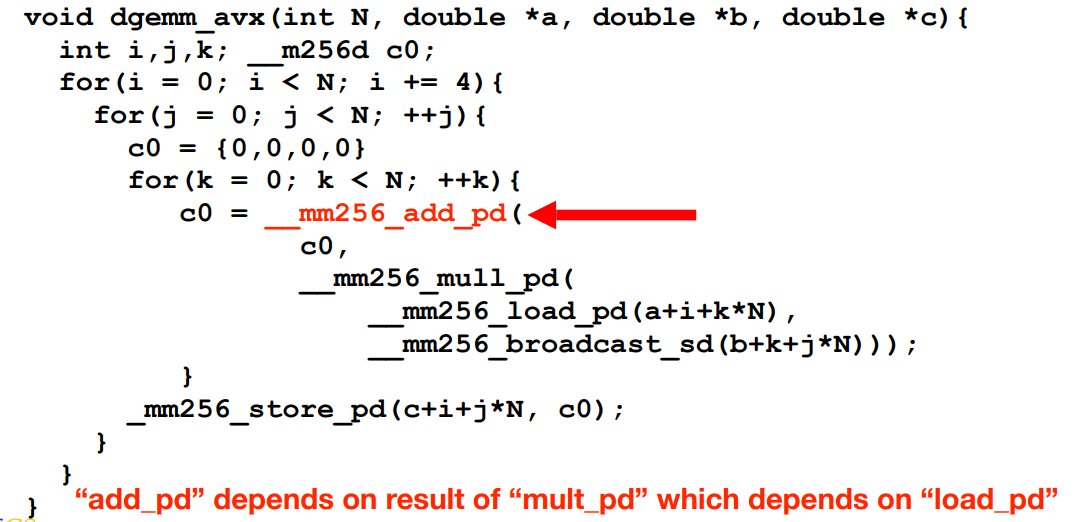 void dgemm_avx(int N, double *a, double *b, double *c){
int i,j,k; __m256d c0;
for(i = 0; i < N; i += 4){
for(j = 0; j < N; ++j){
c0 = {0,0,0,0}
for(k = 0; k < N; ++k){
c0 = __mm256_add_pd(
c0,
__mm256_mull_pd(
__mm256_load_pd(a+i+k*N),
__mm256_broadcast_sd(b+k+j*N)));
}
_mm256_store_pd(c+i+j*N, c0);
}
}
“add_pd” depends on result of “mult_pd” which depends on “load_pd”
}